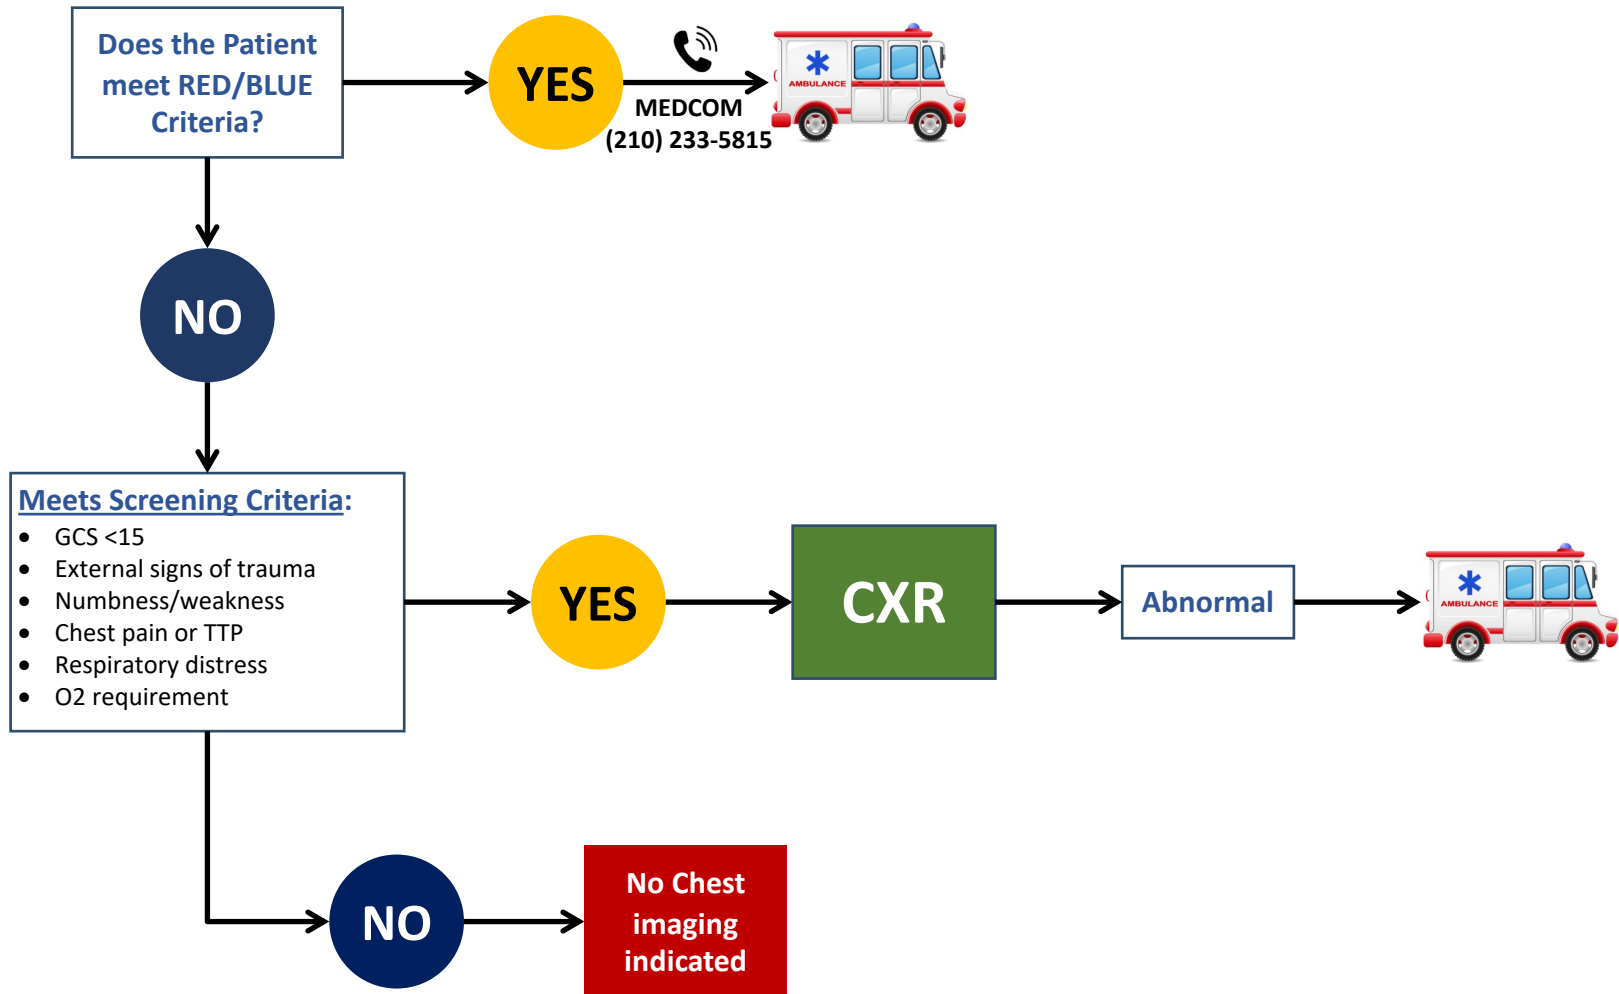 Does the Patient
meet RED/BLUE
Criteria?
YES
MEDCOM
(210) 233-5815
AMBULANCE
NO
Meets Screening Criteria:
• GCS <15
• External signs of trauma
• Numbness/weakness
• Chest pain or TTP
• Respiratory distress
• O2 requirement
YES
CXR
Abnormal
AMBULANCE
NO
No Chest
imaging
indicated